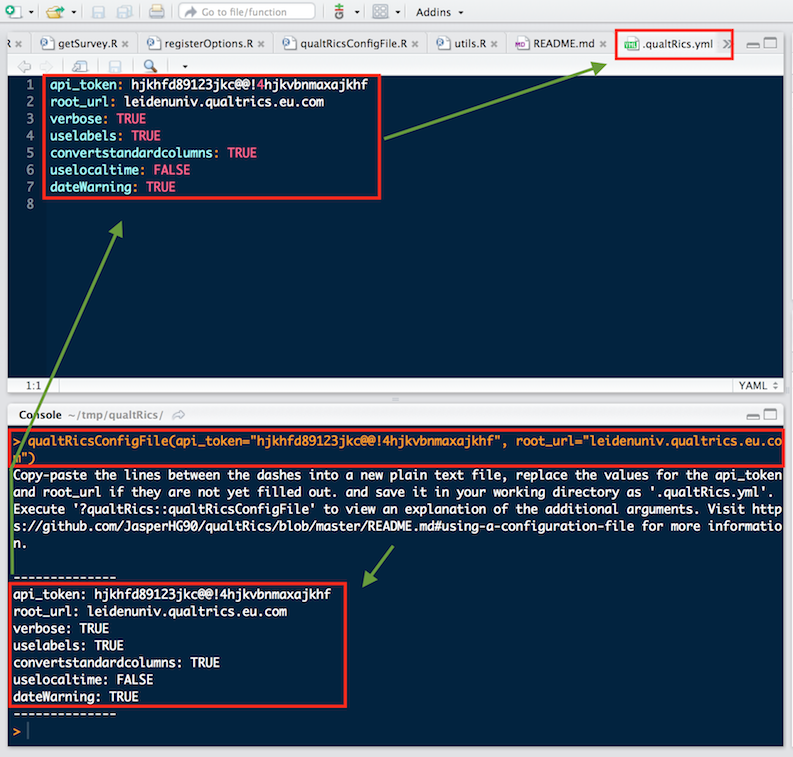 Go to file/function
Addins
R
getSurvey.R
registerOptions.R
qualtRicsConfigFile.R
utils.R
README.md
.qualtRics.yml
1 api_token: hjkhfd89123jkc@@!4hjkvbnmaxajkhf
2 root_url: leidenuniv.qualtrics.eu.com
3 verbose: TRUE
4 uselabels: TRUE
5 convertstandardcolumns: TRUE
6 uselocaltime: FALSE
7 dateWarning: TRUE
8
1:1
YAML
Console ~/tmp/qualtRics/
> qualtRicsConfigFile(api_token="hjkhfd89123jkc@@!4hjkvbnmaxajkhf", root_url="leidenuniv.qualtrics.eu.co
m")
Copy-paste the lines between the dashes into a new plain text file, replace the values for the api_token
and root_url if they are not yet filled out. and save it in your working directory as '.qualtRics.yml'.
Execute '?qualtRics::qualtRicsConfigFile' to view an explanation of the additional arguments. Visit http
s://github.com/JasperHG90/qualtRics/blob/master/README.md#using-a-configuration-file for more informatio
n.
--------------
api_token: hjkhfd89123jkc@@!4hjkvbnmaxajkhf
root_url: leidenuniv.qualtrics.eu.com
verbose: TRUE
uselabels: TRUE
convertstandardcolumns: TRUE
uselocaltime: FALSE
dateWarning: TRUE
--------------
>